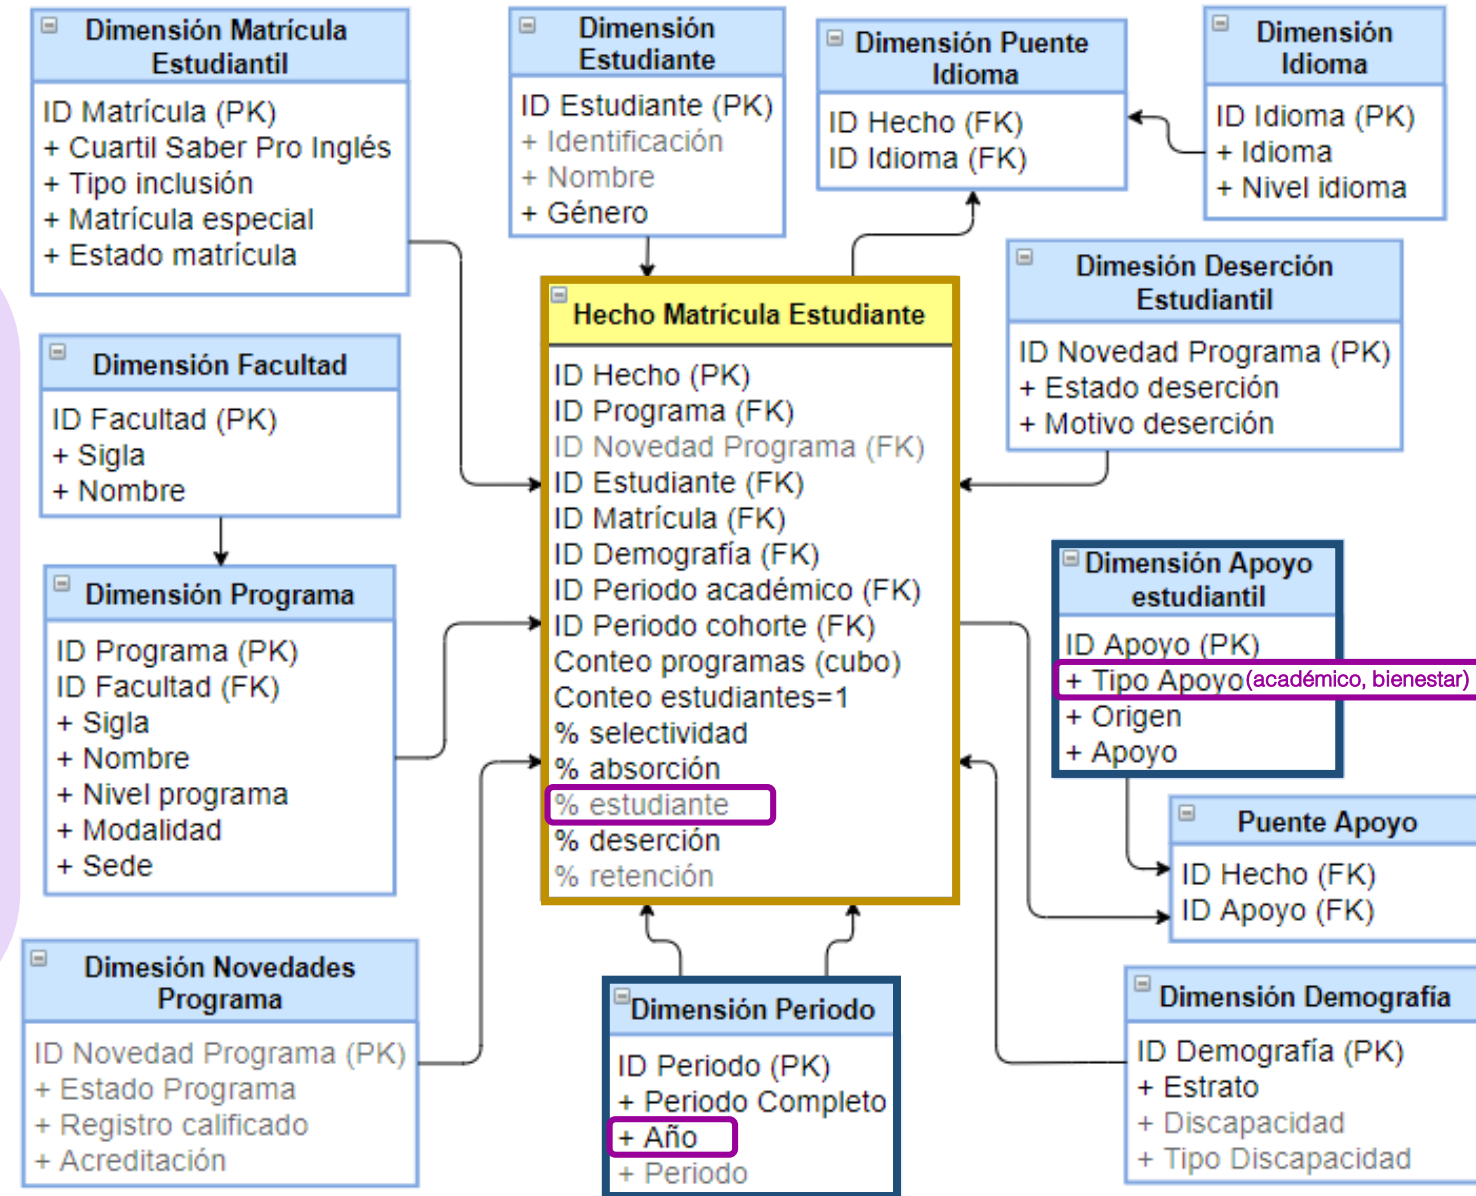 Dimensión Matrícula
Estudiantil
ID Matrícula (PK)
+ Cuartil Saber Pro Inglés
+ Tipo inclusión
+ Matrícula especial
+ Estado matrícula
Dimensión
Estudiante
ID Estudiante (PK)
+ Identificación
+ Nombre
+ Género
Dimensión Puente
Idioma
ID Hecho (FK)
ID Idioma (FK)
Dimensión
Idioma
ID Idioma (PK)
+ Idioma
+ Nivel idioma
Dimesión Deserción
Estudiantil
ID Novedad Programa (PK)
+ Estado deserción
+ Motivo deserción
Hecho Matrícula Estudiante
ID Hecho (PK)
ID Programa (FK)
ID Novedad Programa (FK)
ID Estudiante (FK)
ID Matrícula (FK)
ID Demografía (FK)
ID Periodo académico (FK)
ID Periodo cohorte (FK)
Conteo programas (cubo)
Conteo estudiantes=1
% selectividad
% absorción
% estudiante
% deserción
% retención
Dimensión Facultad
ID Facultad (PK)
+ Sigla
+ Nombre
Dimensión Programa
ID Programa (PK)
ID Facultad (FK)
+ Sigla
+ Nombre
+ Nivel programa
+ Modalidad
+ Sede
Dimensión Apoyo
estudiantil
ID Apoyo (PK)
+ Tipo Apoyo (académico, bienestar)
+ Origen
+ Apoyo
Puente Apoyo
ID Hecho (FK)
ID Apoyo (FK)
Dimesión Novedades
Programa
ID Novedad Programa (PK)
+ Estado Programa
+ Registro calificado
+ Acreditación
Dimensión Periodo
ID Periodo (PK)
+ Periodo Completo
+ Año
+ Periodo
Dimensión Demografía
ID Demografía (PK)
+ Estrato
+ Discapacidad
+ Tipo Discapacidad